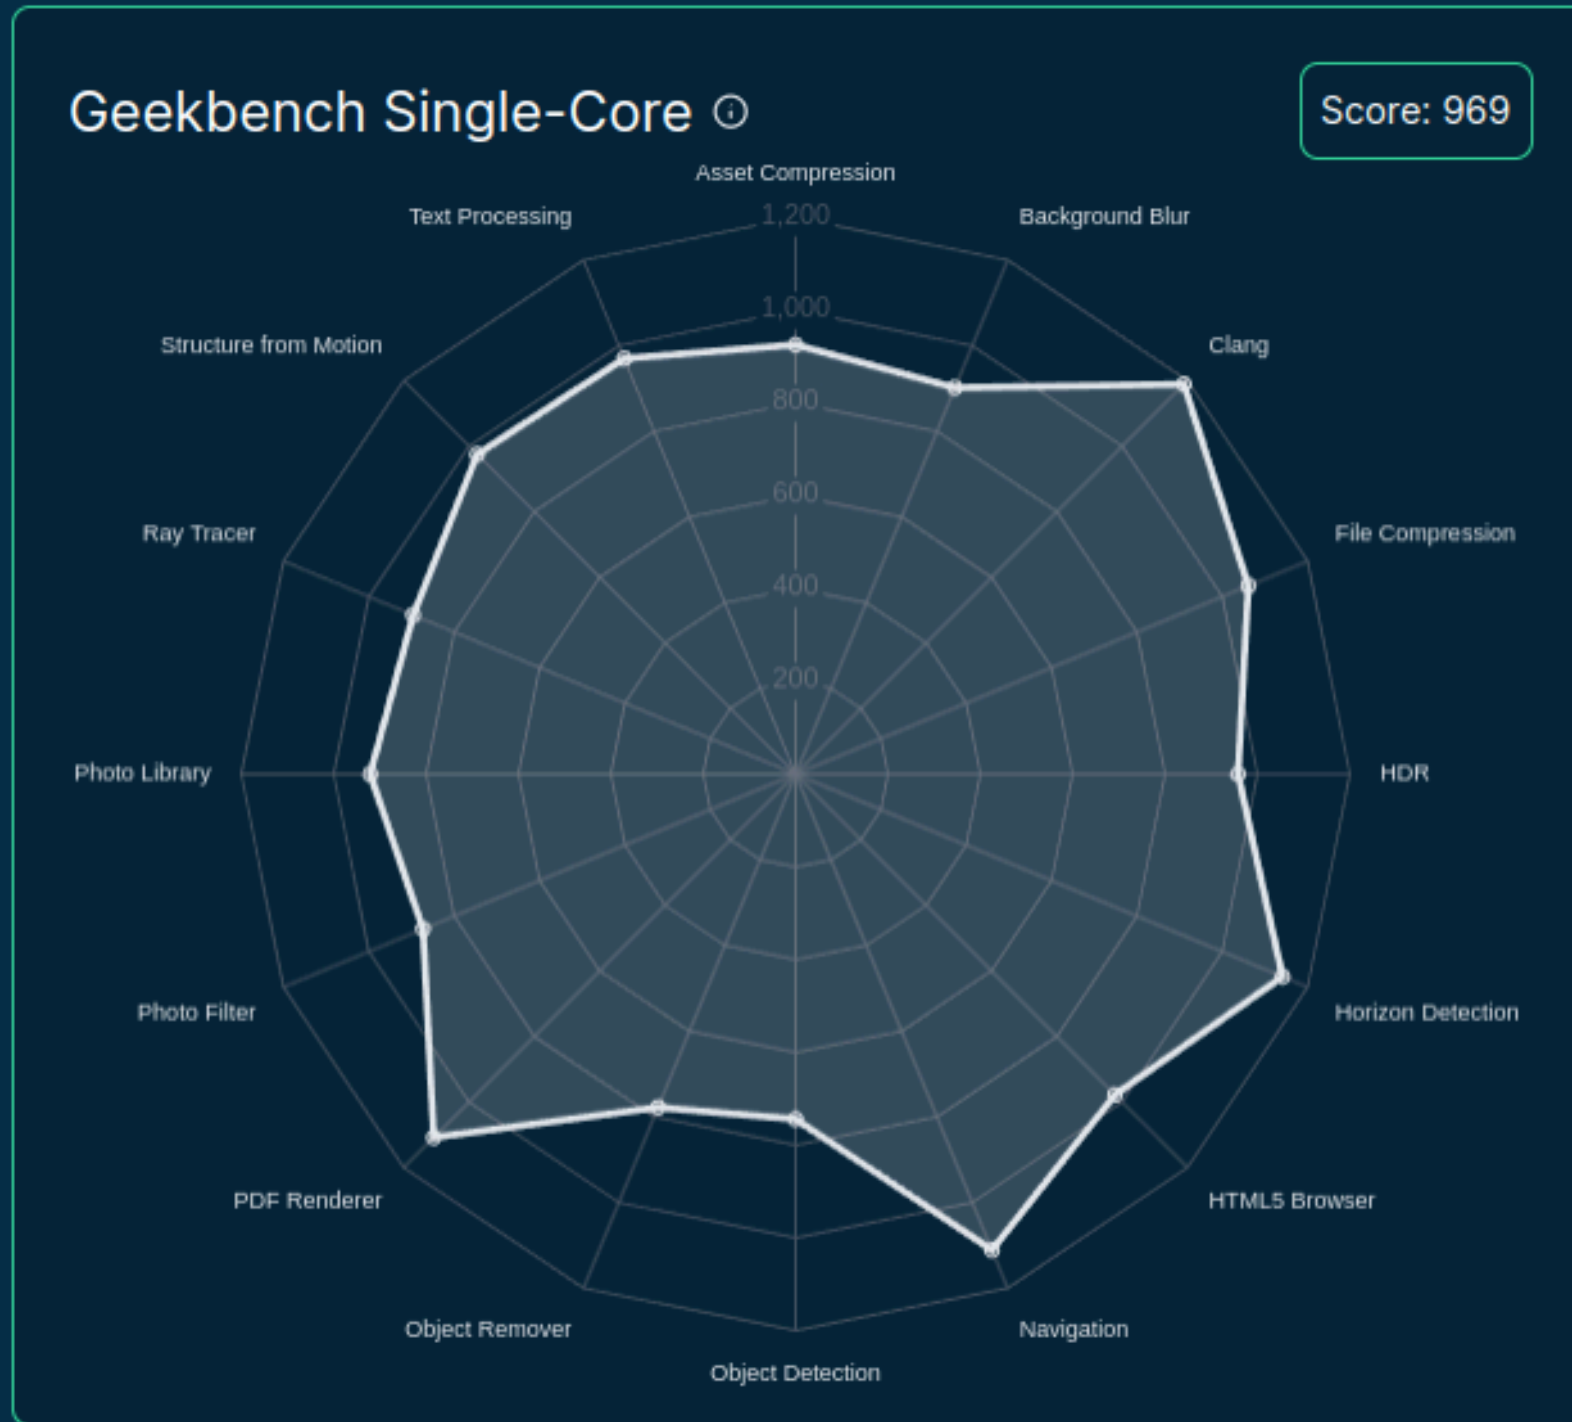 Geekbench Single-Core
Score: 969
Asset Compression
Text Processing
1,200
Background Blur
1,000
Structure from Motion
Clang
800
600
Ray Tracer
File Compression
400
200
Photo Library
HDR
Photo Filter
Horizon Detection
PDF Renderer
HTML5 Browser
Object Remover
Navigation
Object Detection